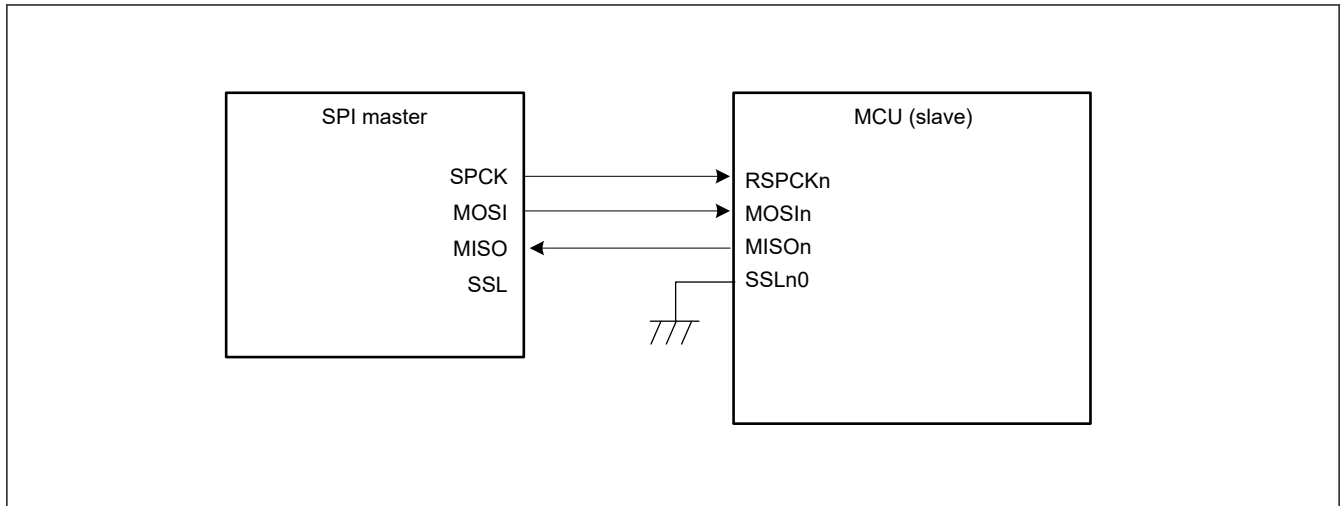 SPI master
SPCK
MOSI
MISO
SSL
MCU (slave)
RSPCKn
MOSIn
MISOn
SSLn0